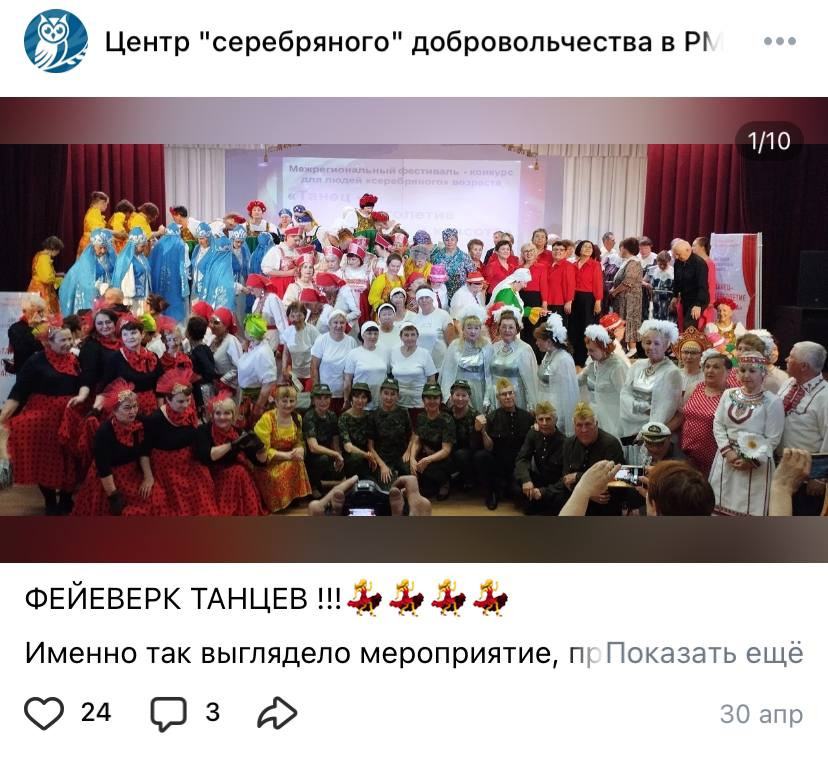 Центр "серебряного" добровольчества в РМ
1/10
Межрегиональный фестиваль - конкурс
для людей «серебряного» возраста
«Танец
ФЕЙЕВЕРК ТАНЦЕВ !!!💃💃💃💃
Именно так выглядело мероприятие, пр Показать ещё
24
3
30 апр